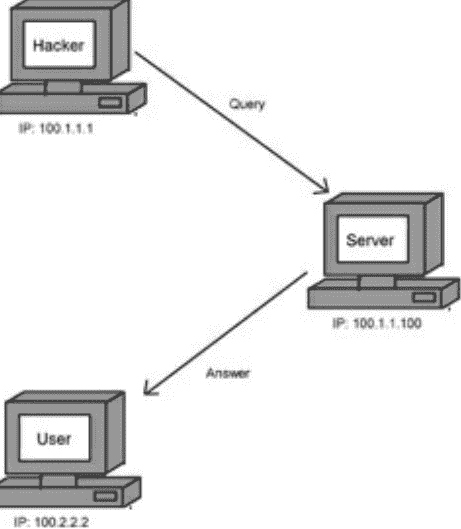 Hacker
IP: 100.1.1.1
Query
Server
IP: 100.1.1.100
Answer
User
IP: 100.2.2.2